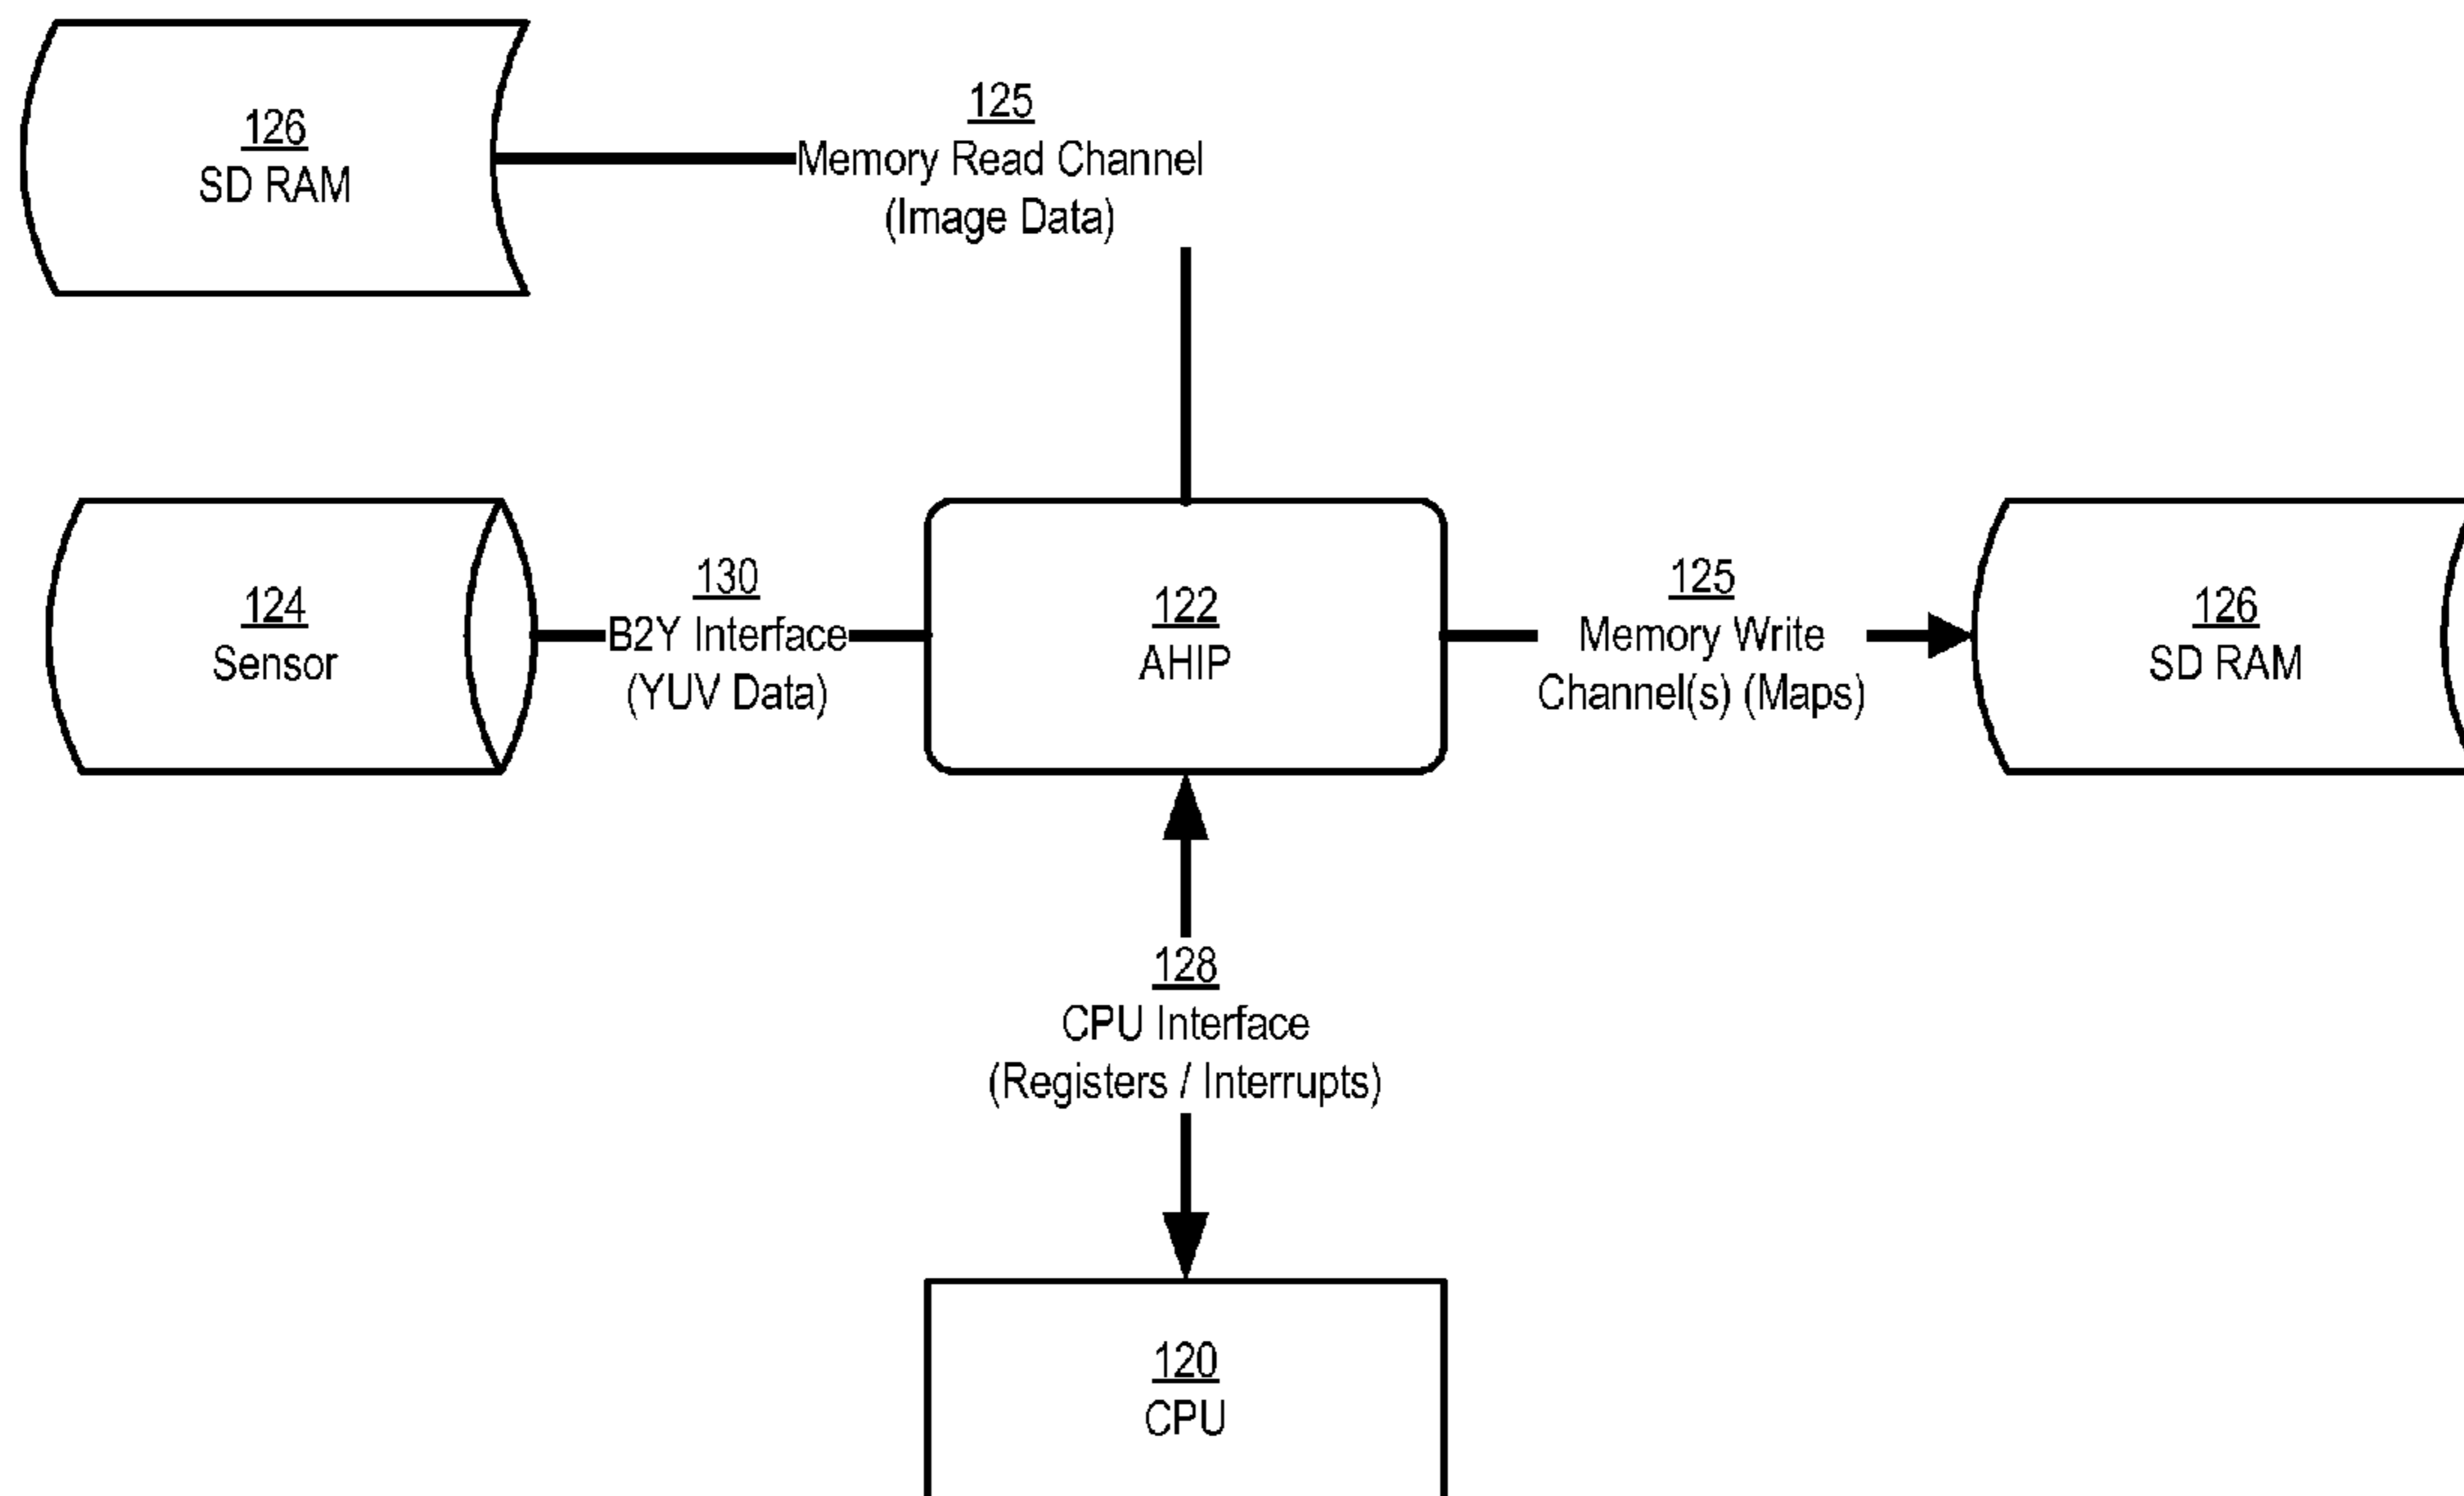 125
Memory Read Channel
(Image Data)
126
SD RAM
124
Sensor
130
B2Y Interface
(YUV Data)
122
AHIP
125
Memory Write
Channel(s) (Maps)
126
SD RAM
128
CPU Interface
(Registers / Interrupts)
120
CPU